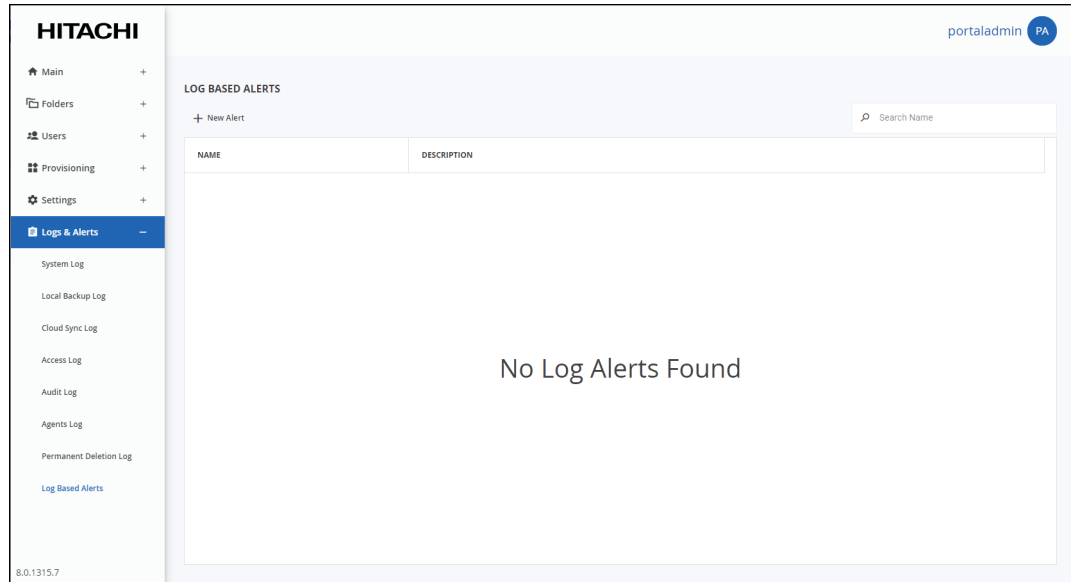 HITACHI
portaladmin PA
Main
Folders
Users
Provisioning
Settings
Logs & Alerts
System Log
Local Backup Log
Cloud Sync Log
Access Log
Audit Log
Agents Log
Permanent Deletion Log
Log Based Alerts
8.0.1315.7
LOG BASED ALERTS
New Alert
Search Name
NAME DESCRIPTION
No Log Alerts Found